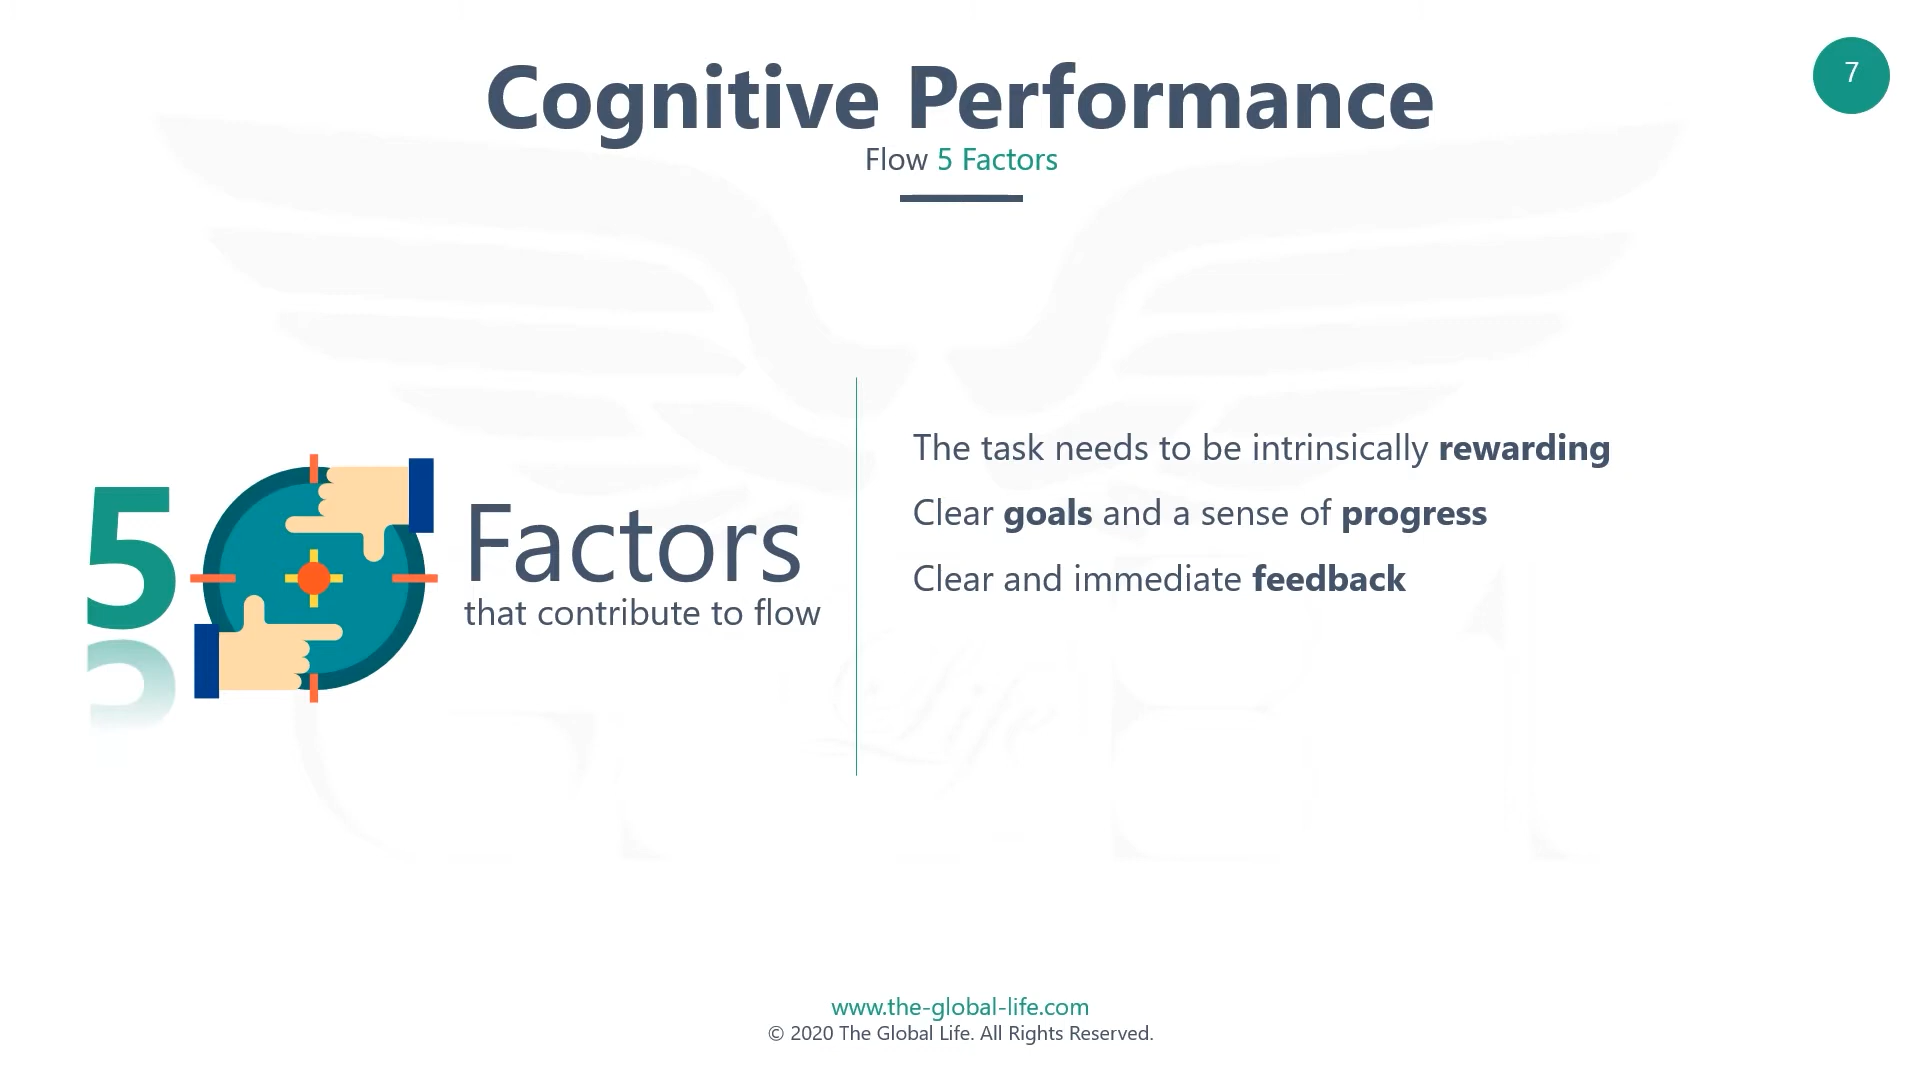 7
Cognitive Performance
Flow 5 Factors
5
Factors
that contribute to flow
The task needs to be intrinsically rewarding
Clear goals and a sense of progress
Clear and immediate feedback
Life
www.the-global-life.com
© 2020 The Global Life. All Rights Reserved.